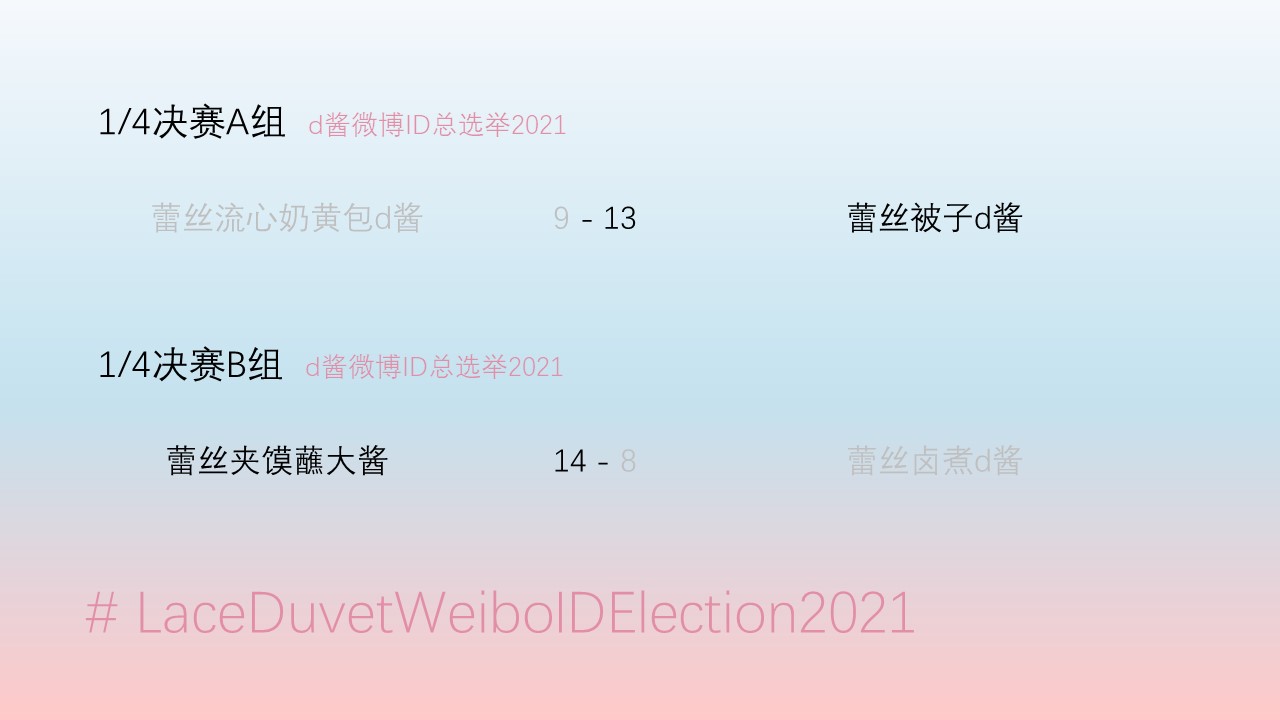 1/4决赛A组 d酱微博ID总选举2021
蕾丝流心奶黄包d酱 9 - 13 蕾丝被子d酱
1/4决赛B组 d酱微博ID总选举2021
蕾丝夹馍蘸大酱 14 - 8 蕾丝卤煮d酱
# LaceDuvetWeiboIDElection2021